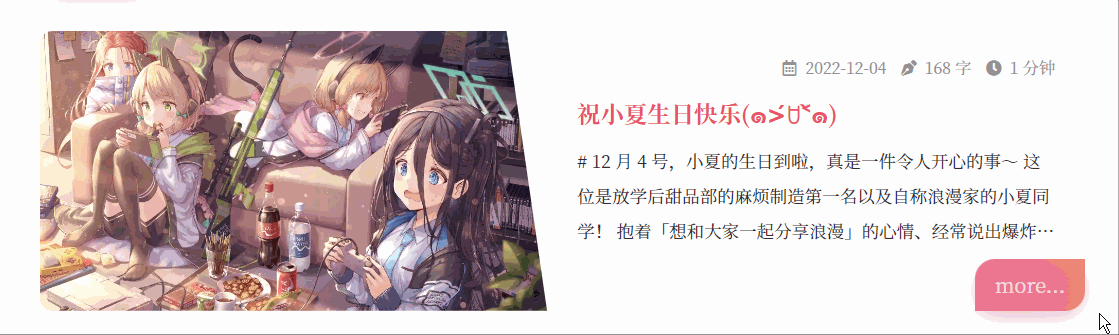 2022-12-04 168 字 1 分钟
祝小夏生日快乐(๑>؂<๑)
# 12 月 4 号，小夏的生日到啦，真是一件令人开心的事～ 这
位是放学后甜品部的麻烦制造第一名以及自称浪漫家的小夏同
学！ 抱着「想和大家一起分享浪漫」的心情、经常说出爆炸…
more...